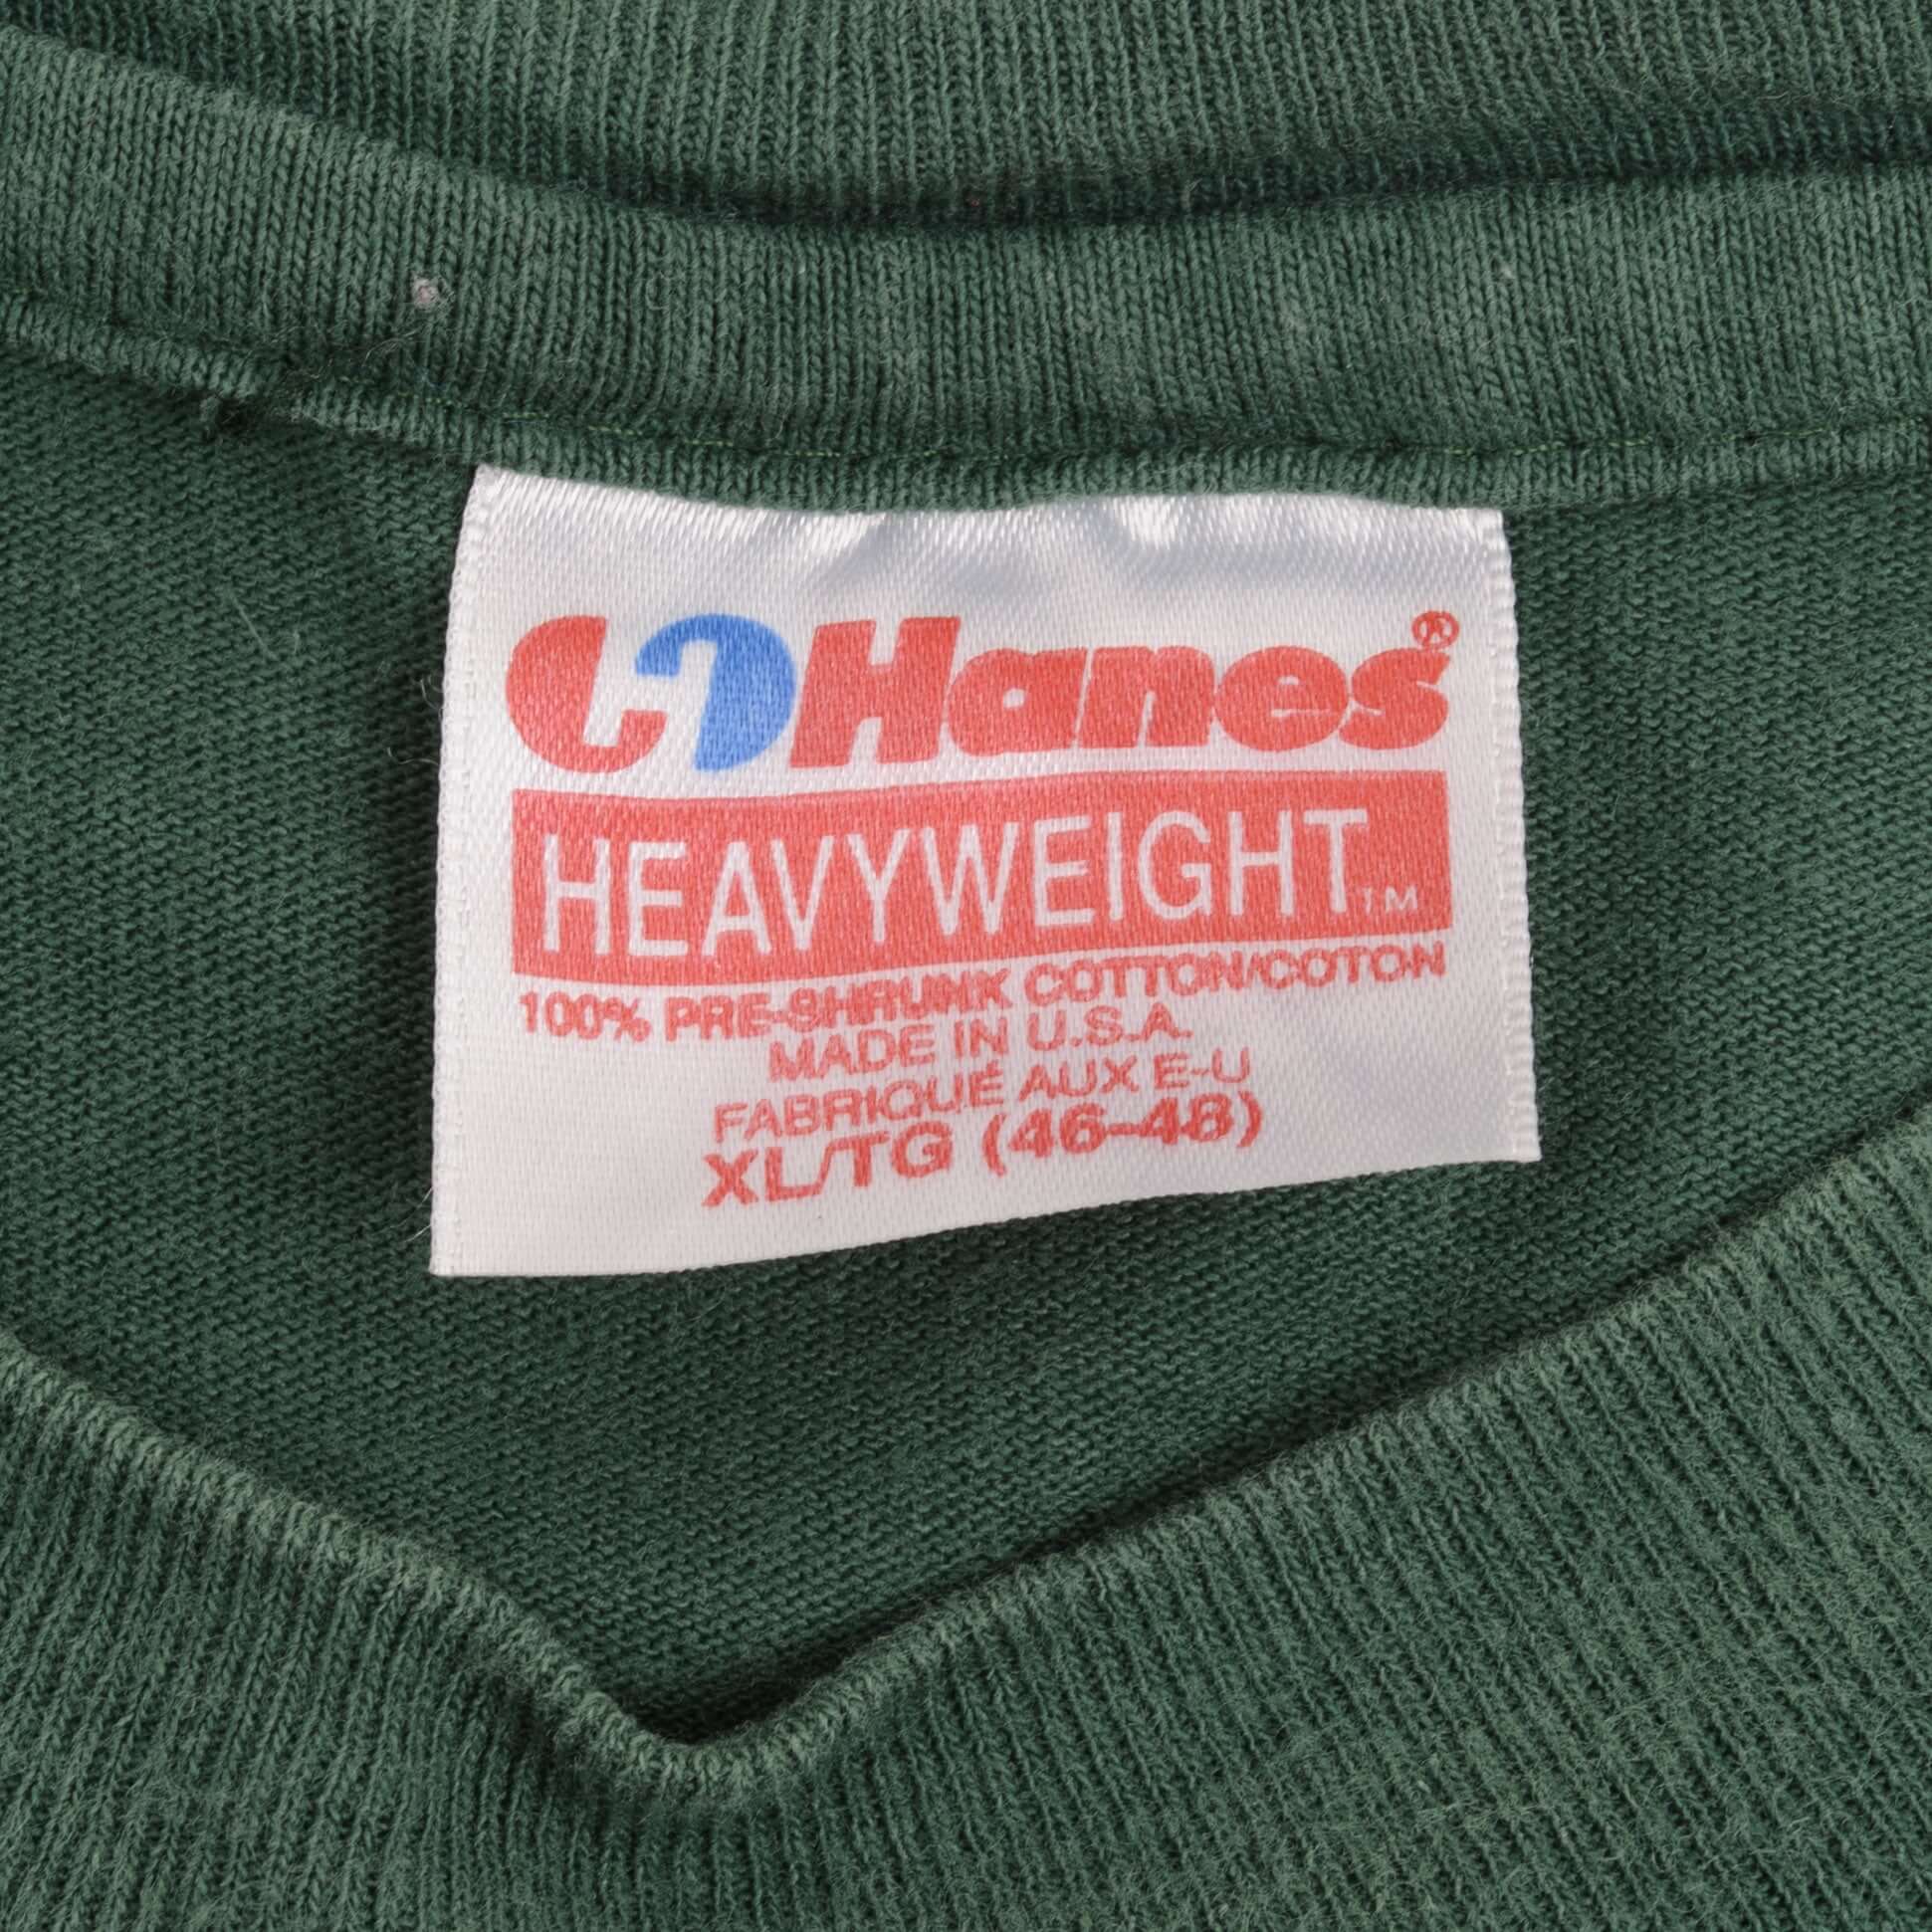 Hanes®
HEAVYWEIGHT™
100% PRE-SHRUNK COTTON/COTON
MADE IN U.S.A.
FABRIQUÉ AUX E-U
XL/TG (46-48)